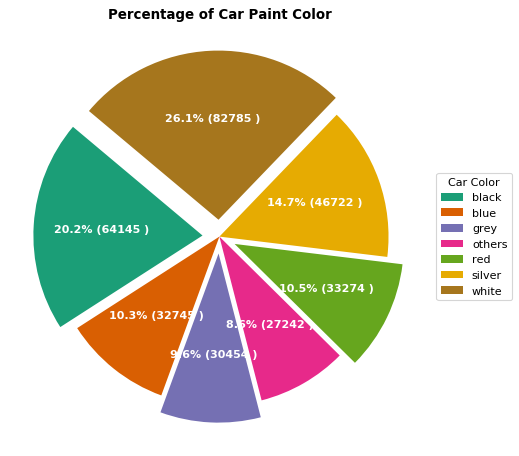 Percentage of Car Paint Color
26.1% (82785 )
14.7% (46722 )
20.2% (64145 )
10.5% (33274 )
10.3% (32745 )
8.6% (27242 )
9.6% (30454 )
Car Color
black
blue
grey
others
red
silver
white